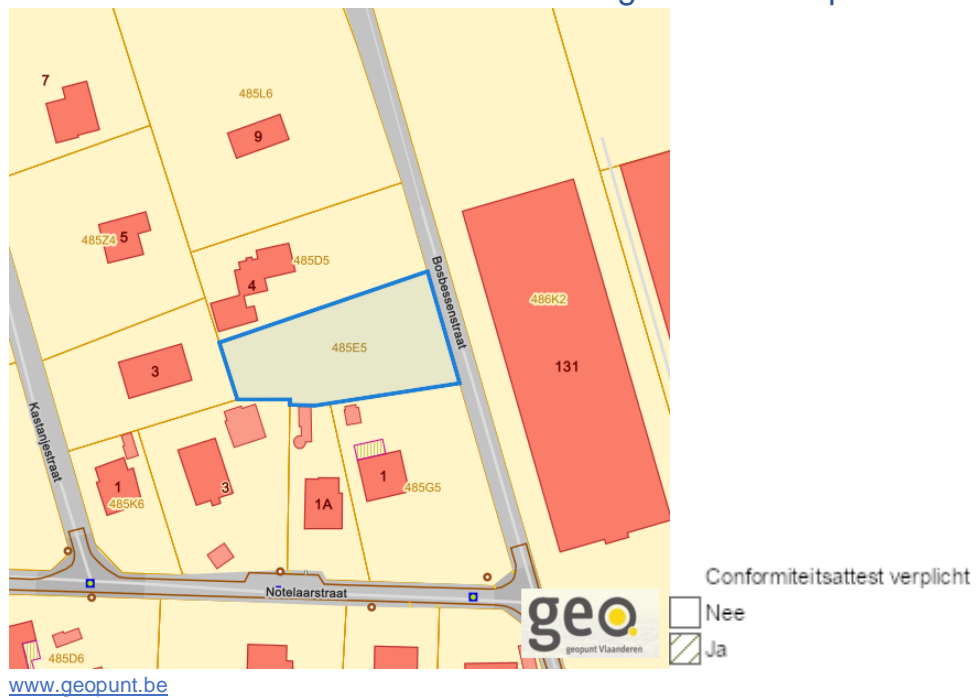 7
485L6
9
485Z4
5
485D5
4
Bosbessenstraat
486K2
485E5
3
131
Kastanjestraat
1
485K6
3
1A
1
485G5
Notelaarstraat
485D6
geo.
geopunt Vlaanderen
Conformiteitsattest verplicht
Nee
Ja
www.geopunt.be